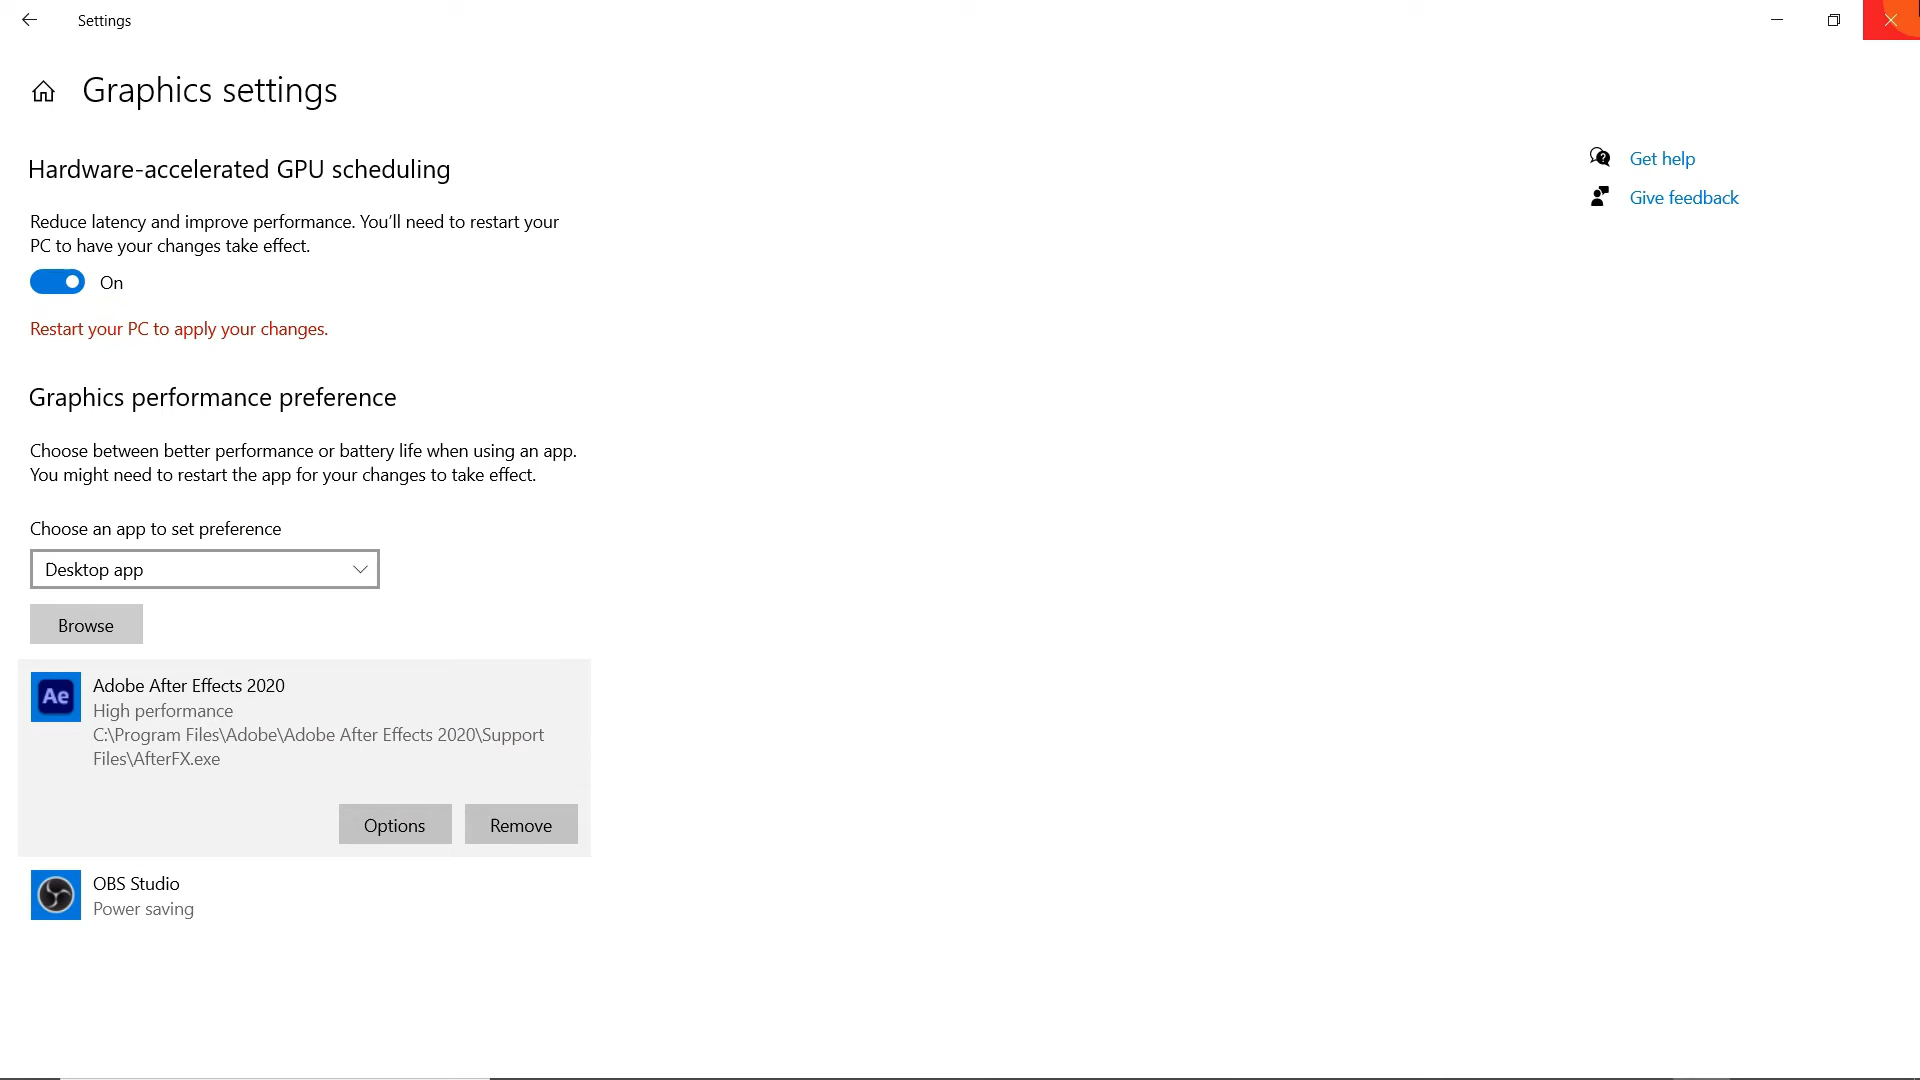 Settings
Graphics settings
Hardware-accelerated GPU scheduling
Get help
Give feedback
Reduce latency and improve performance. You'll need to restart your
PC to have your changes take effect.
On
Restart your PC to apply your changes.
Graphics performance preference
Choose between better performance or battery life when using an app.
You might need to restart the app for your changes to take effect.
Choose an app to set preference
Desktop app
Browse
Ae
Adobe After Effects 2020
High performance
C:\Program Files\Adobe\Adobe After Effects 2020\Support
Files\AfterFX.exe
Options
Remove
OBS Studio
Power saving